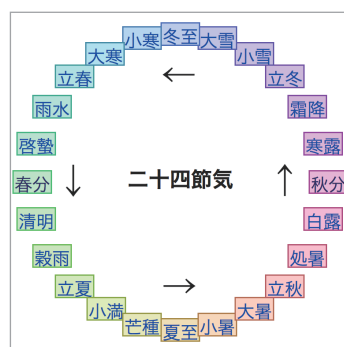 冬至
小寒
大寒
立春
雨水
啓蟄
春分
清明
穀雨
立夏
小満
芒種
夏至
小暑
大暑
立秋
処暑
白露
秋分
寒露
霜降
立冬
小雪
大雪
←
↓
→
↑
二十四節気